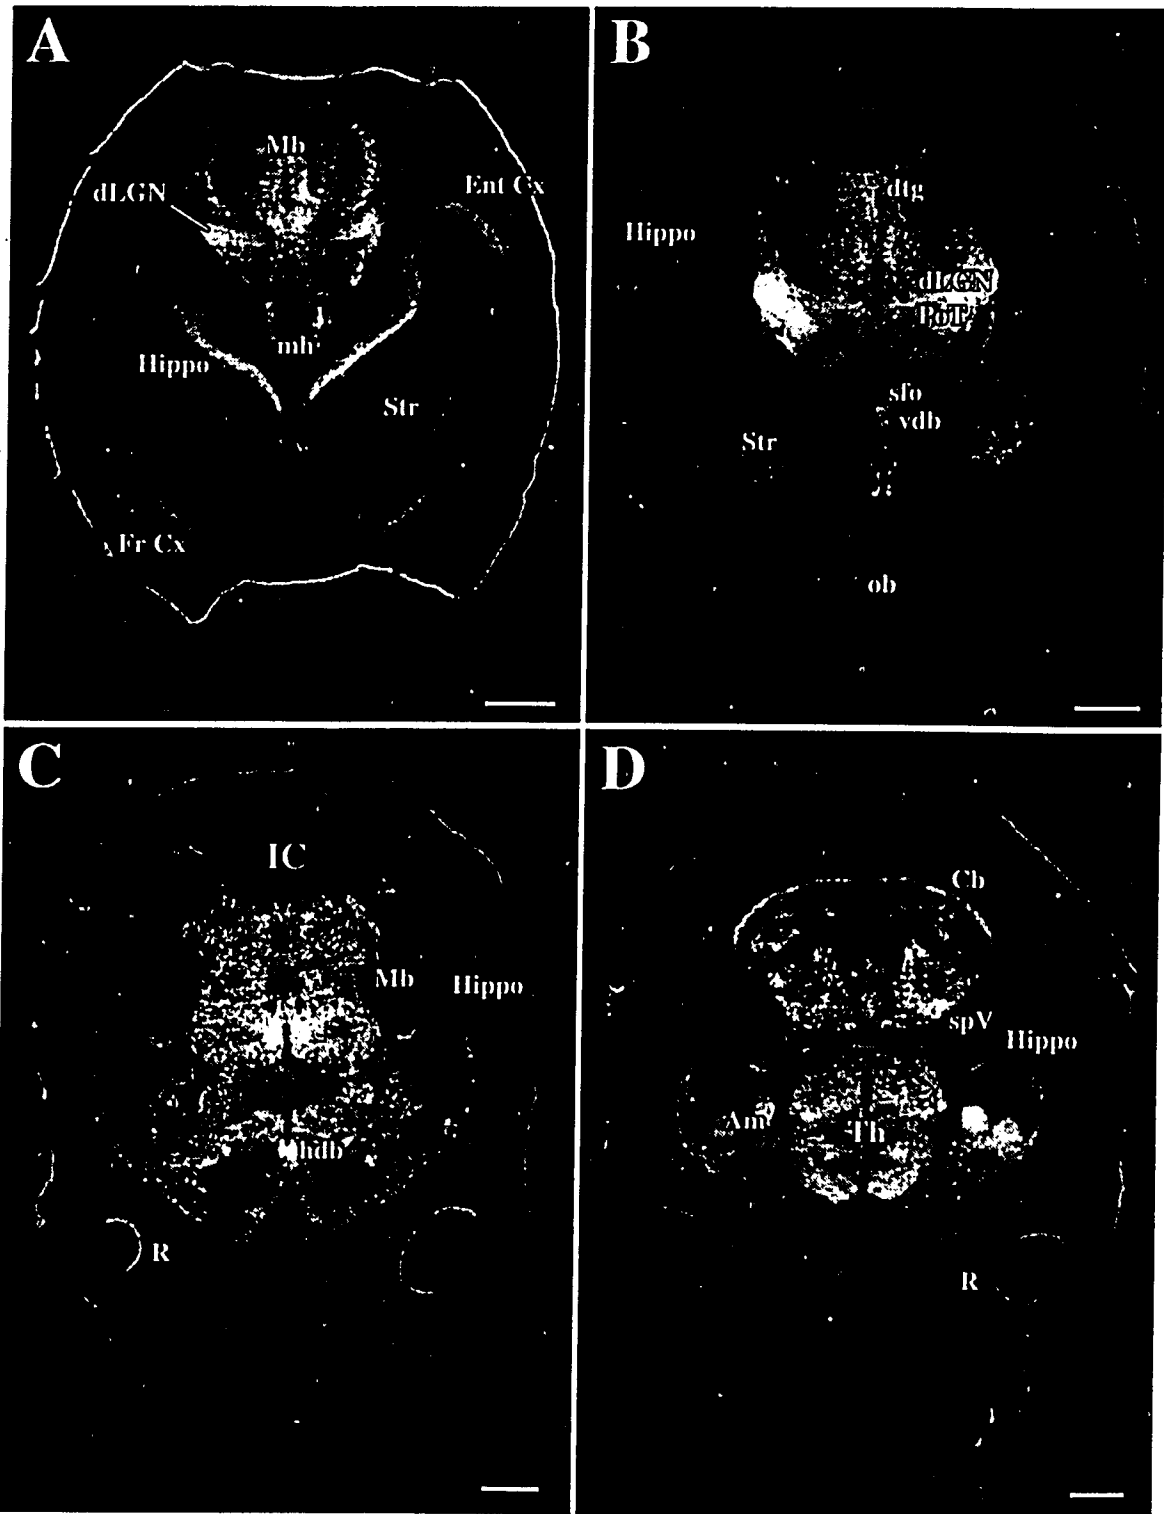 A
Mb
dLGN
Ent Cx
mh
Hippo
Str
Fr Cx
B
dtg
Hippo
dLGN
PoT
sfo
vdb
Str
ob
C
IC
Mb
Hippo
hdb
R
D
Cb
spV
Hippo
Am
Th
R